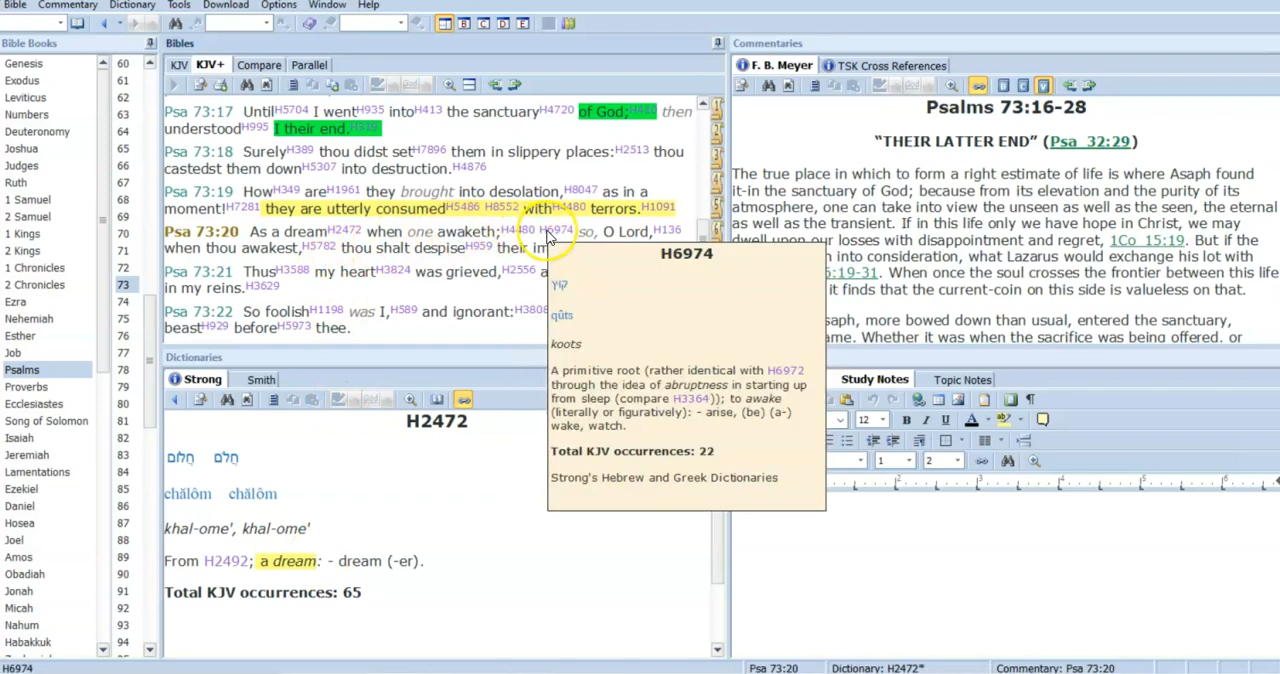 Bible Commentary Dictionary Tools Download Options Window Help
Bible Books
Genesis
Exodus
Leviticus
Numbers
Deuteronomy
Joshua
Judges
Ruth
1 Samuel
2 Samuel
1 Kings
2 Kings
1 Chronicles
2 Chronicles
Ezra
Nehemiah
Esther
Job
Psalms
Proverbs
Ecclesiastes
Song of Solomon
Isaiah
Jeremiah
Lamentations
Ezekiel
Daniel
Hosea
Joel
Amos
Obadiah
Jonah
Micah
Nahum
Habakkuk
60
61
62
63
64
65
66
67
68
69
70
71
72
73
74
75
76
77
78
79
80
81
82
83
84
85
86
87
88
89
90
91
92
93
94
Bibles
KJV KJV+ Compare Parallel
Psa 73:17 UntilH5704 I wentH935 intoH413 the sanctuaryH4720 of God;H410 then
understoodH995 I their end.H319
Psa 73:18 SurelyH389 thou didst setH7896 them in slippery places:H2513 thou
castedst them downH5307 into destruction.H4876
Psa 73:19 HowH349 areH1961 they brought into desolation,H8047 as in a
moment!H7281 they are utterly consumedH5486 H8552 withH4480 terrors.H1091
Psa 73:20 As a dreamH2472 when one awaketh;H4480 H6974 so, O Lord,H136
when thou awakest,H5782 thou shalt despiseH959 their im
Psa 73:21 ThusH3588 my heartH3824 was grieved,H2556 a
in my reins.H3629
Psa 73:22 So foolishH1198 was I,H589 and ignorant:H3808
beastH929 beforeH5973 thee.
H6974
קוּץ
qûts
koots
A primitive root (rather identical with H6972
through the idea of abruptness in starting up
from sleep (compare H3364)); to awake
(literally or figuratively): - arise, (be) (a-)
wake, watch.
Total KJV occurrences: 22
Strong's Hebrew and Greek Dictionaries
Dictionaries
Strong Smith
H2472
חֲלֹם חֲלוֹם
chălôm chălôm
khal-ome', khal-ome'
From H2492; a dream: - dream (-er).
Total KJV occurrences: 65
Commentaries
F. B. Meyer TSK Cross References
Psalms 73:16-28
“THEIR LATTER END” (Psa_32:29)
The true place in which to form a right estimate of life is where Asaph found
it-in the sanctuary of God; because from its elevation and the purity of its
atmosphere, one can take into view the unseen as well as the seen, the eternal
as well as the transient. If in this life only we have hope in Christ, we may
dwell upon our losses with disappointment and regret, 1Co_15:19. But if the
n into consideration, what Lazarus would exchange his lot with
6:19-31. When once the soul crosses the frontier between this life
it finds that the current-coin on this side is valueless on that.
saph, more bowed down than usual, entered the sanctuary,
ame. Whether it was when the sacrifice was being offered, or
Study Notes Topic Notes
12 B I U A
1 2
1 2 3 4 5 6
H6974 Psa 73:20 Dictionary: H2472* Commentary: Psa 73:20